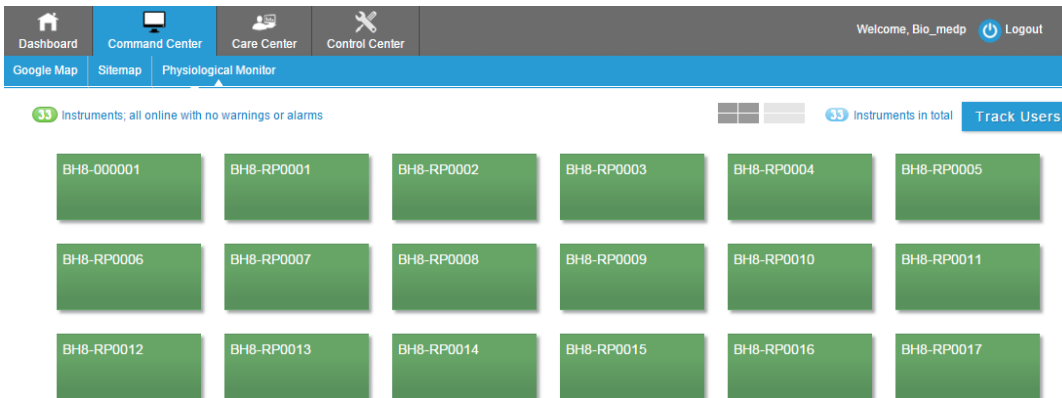 Dashboard Command Center Care Center Control Center Welcome, Bio_medp Logout
Google Map Sitemap Physiological Monitor
33 Instruments; all online with no warnings or alarms 33 Instruments in total Track Users
BH8-000001 BH8-RP0001 BH8-RP0002 BH8-RP0003 BH8-RP0004 BH8-RP0005
BH8-RP0006 BH8-RP0007 BH8-RP0008 BH8-RP0009 BH8-RP0010 BH8-RP0011
BH8-RP0012 BH8-RP0013 BH8-RP0014 BH8-RP0015 BH8-RP0016 BH8-RP0017